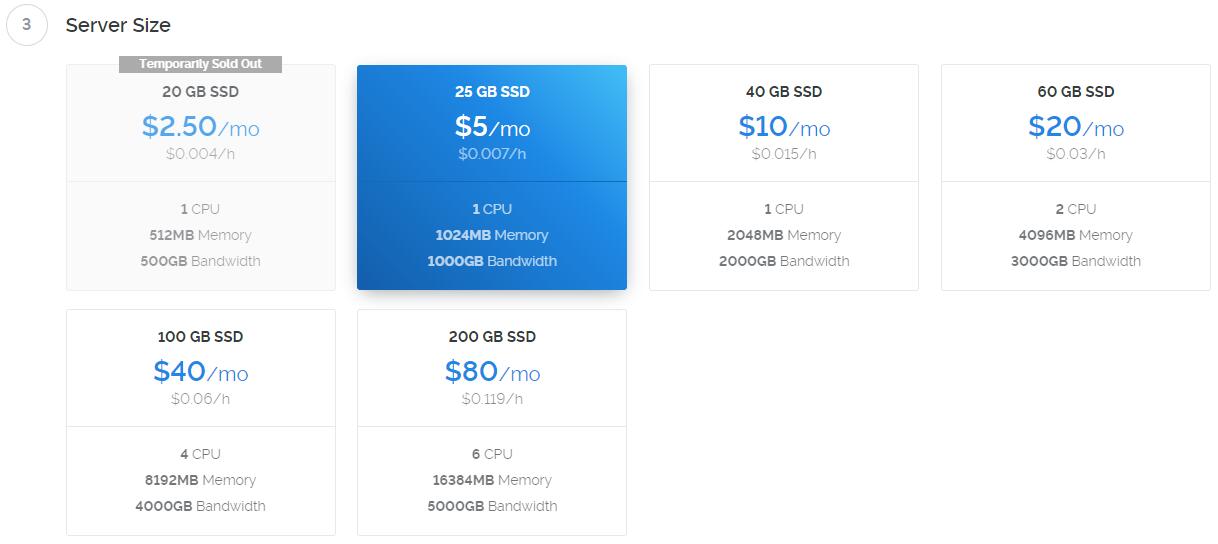 3
Server Size
Temporarily Sold Out
20 GB SSD
$2.50/mo
$0.004/h
1 CPU
512MB Memory
500GB Bandwidth
25 GB SSD
$5/mo
$0.007/h
1 CPU
1024MB Memory
1000GB Bandwidth
40 GB SSD
$10/mo
$0.015/h
1 CPU
2048MB Memory
2000GB Bandwidth
60 GB SSD
$20/mo
$0.03/h
2 CPU
4096MB Memory
3000GB Bandwidth
100 GB SSD
$40/mo
$0.06/h
4 CPU
8192MB Memory
4000GB Bandwidth
200 GB SSD
$80/mo
$0.119/h
6 CPU
16384MB Memory
5000GB Bandwidth